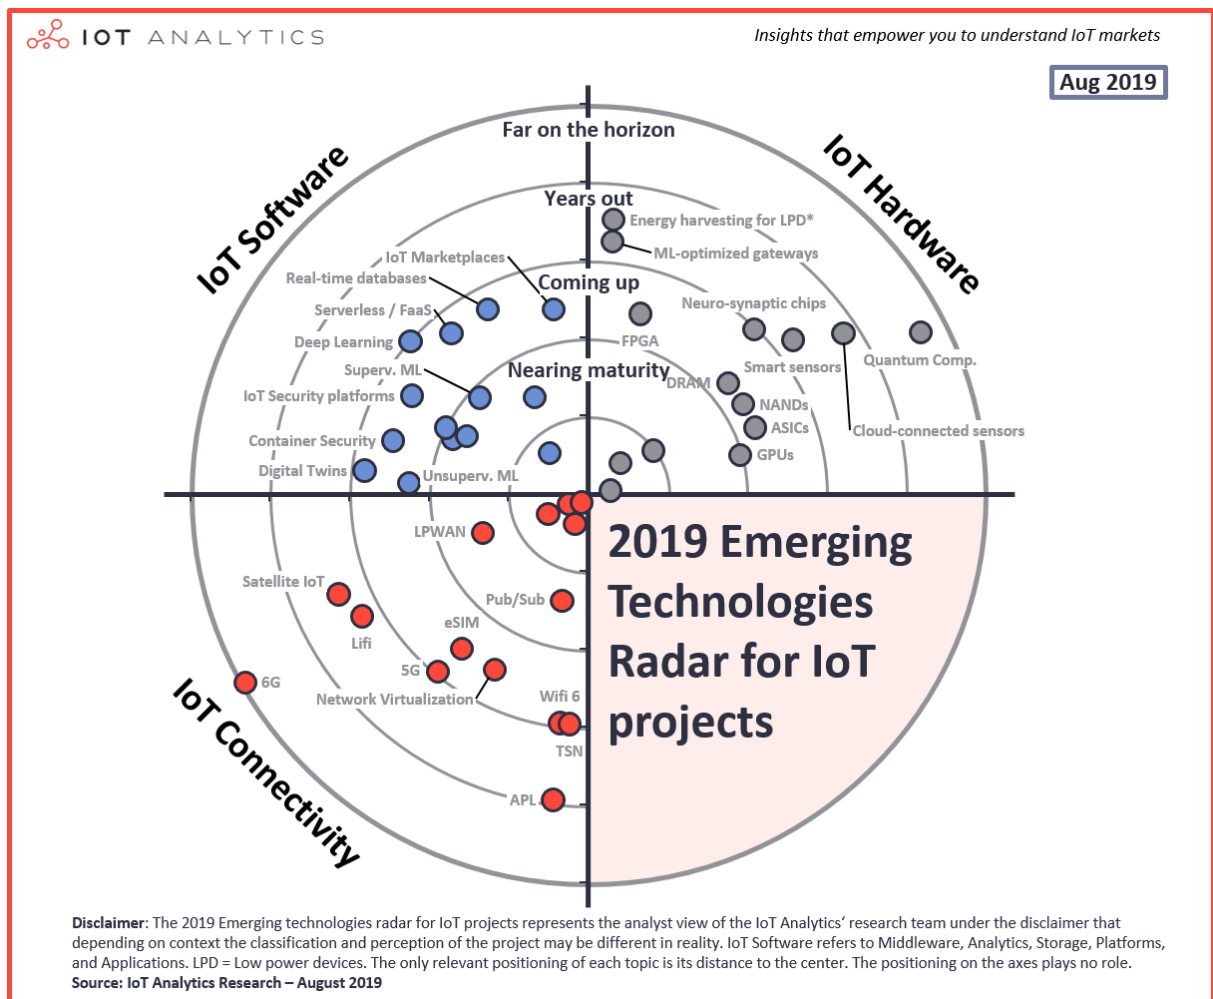 IOT ANALYTICS
Insights that empower you to understand IoT markets
Aug 2019
Far on the horizon
Years out
Coming up
Nearing maturity
IoT Software
IoT Marketplaces
Real-time databases
Serverless / FaaS
Deep Learning
Superv. ML
IoT Security platforms
Container Security
Digital Twins
Unsuperv. ML
IoT Hardware
Energy harvesting for LPD*
ML-optimized gateways
Neuro-synaptic chips
FPGA
Quantum Comp.
Smart sensors
DRAM
NANDs
ASICs
Cloud-connected sensors
GPUs
IoT Connectivity
LPWAN
Satellite IoT
Pub/Sub
eSIM
Lifi
5G
6G
Network Virtualization
Wifi 6
TSN
APL
2019 Emerging
Technologies
Radar for IoT
projects
Disclaimer: The 2019 Emerging technologies radar for IoT projects represents the analyst view of the IoT Analytics‘ research team under the disclaimer that
depending on context the classification and perception of the project may be different in reality. IoT Software refers to Middleware, Analytics, Storage, Platforms,
and Applications. LPD = Low power devices. The only relevant positioning of each topic is its distance to the center. The positioning on the axes plays no role.
Source: IoT Analytics Research – August 2019